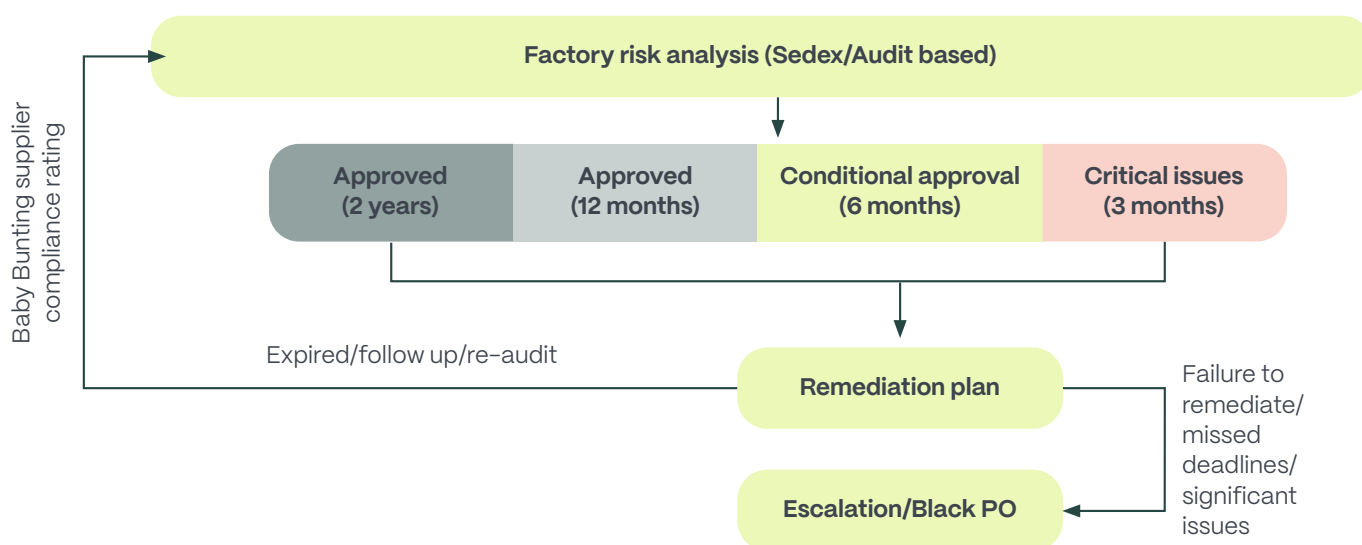 Factory risk analysis (Sedex/Audit based)
Baby Bunting supplier
compliance rating
Approved
(2 years)
Approved
(12 months)
Conditional approval
(6 months)
Critical issues
(3 months)
Expired/follow up/re-audit
Remediation plan
Failure to
remediate/
missed
deadlines/
significant
issues
Escalation/Black PO